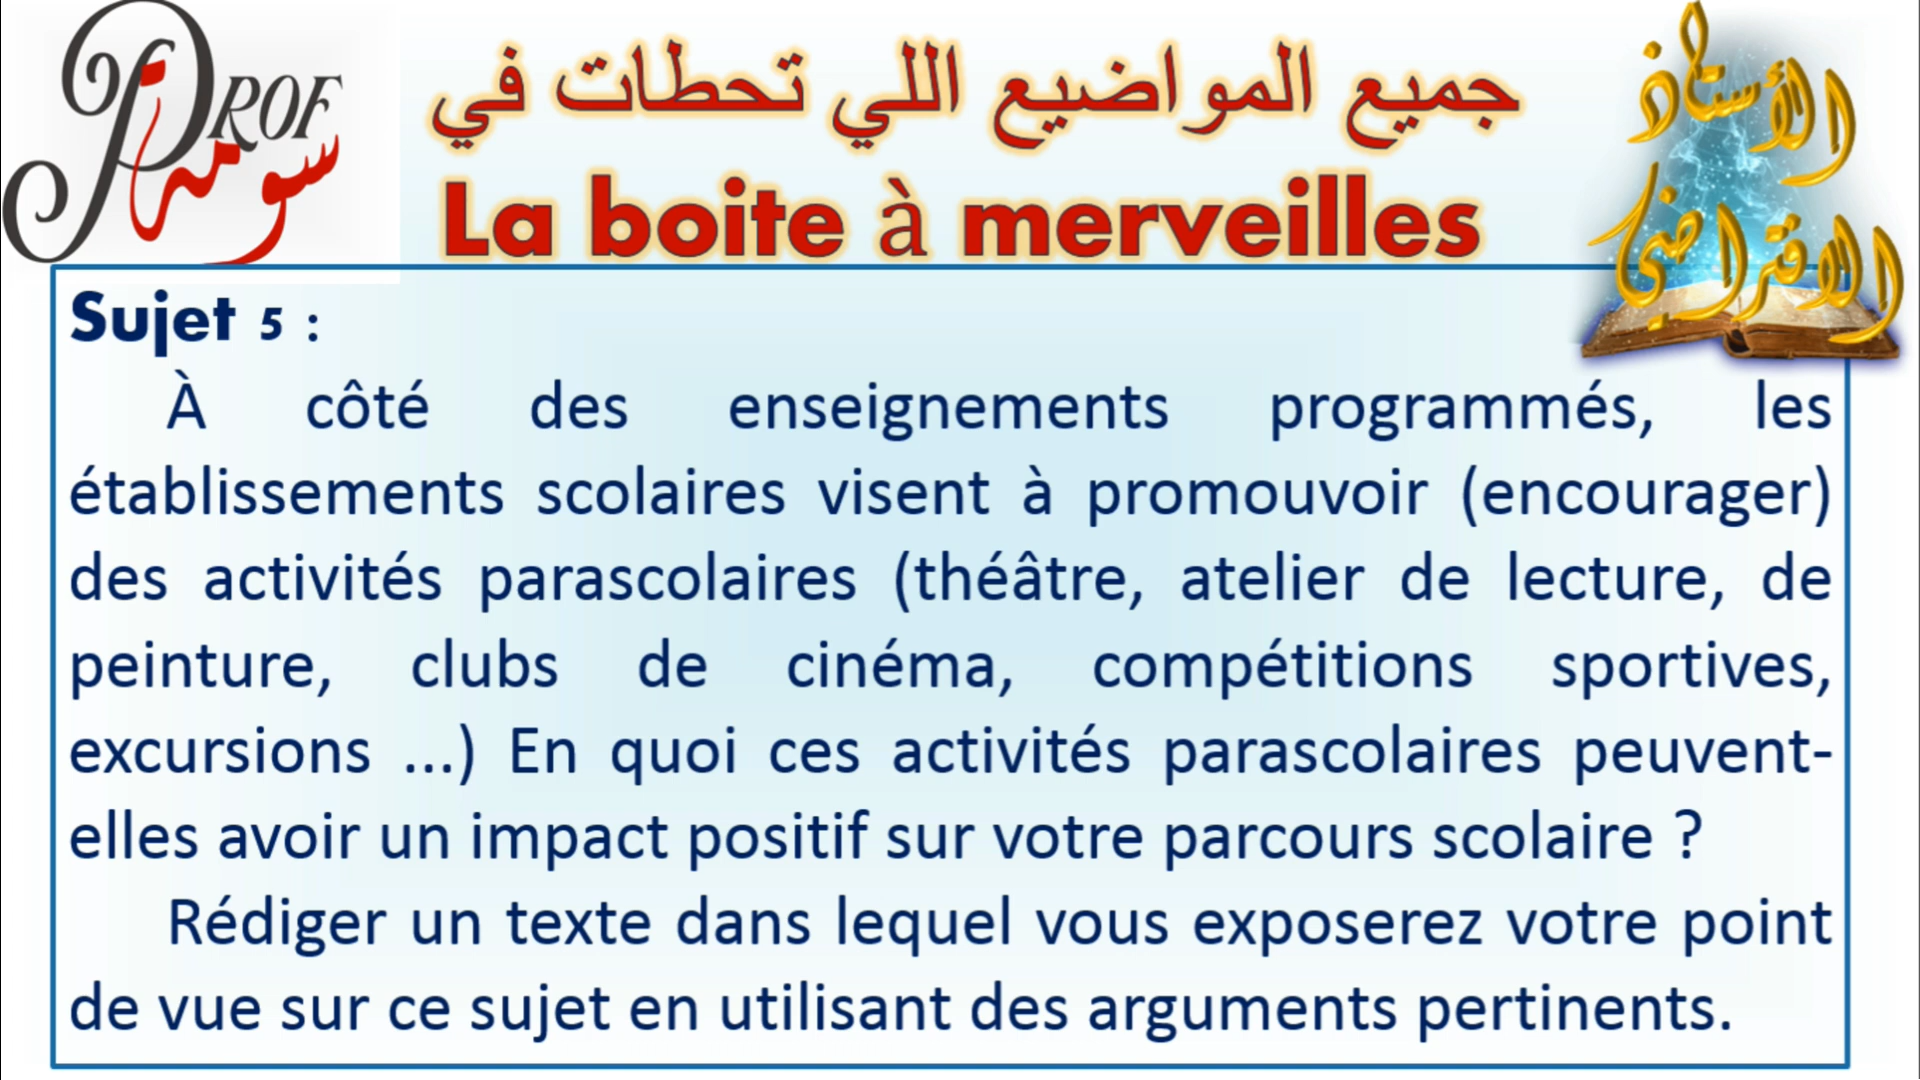 PROF
سومية
جميع المواضيع اللي تحطات في
La boite à merveilles
الأستاذ
الافتراضي
Sujet 5 :
À côté des enseignements programmés, les
établissements scolaires visent à promouvoir (encourager)
des activités parascolaires (théâtre, atelier de lecture, de
peinture, clubs de cinéma, compétitions sportives,
excursions ...) En quoi ces activités parascolaires peuvent-
elles avoir un impact positif sur votre parcours scolaire ?
Rédiger un texte dans lequel vous exposerez votre point
de vue sur ce sujet en utilisant des arguments pertinents.